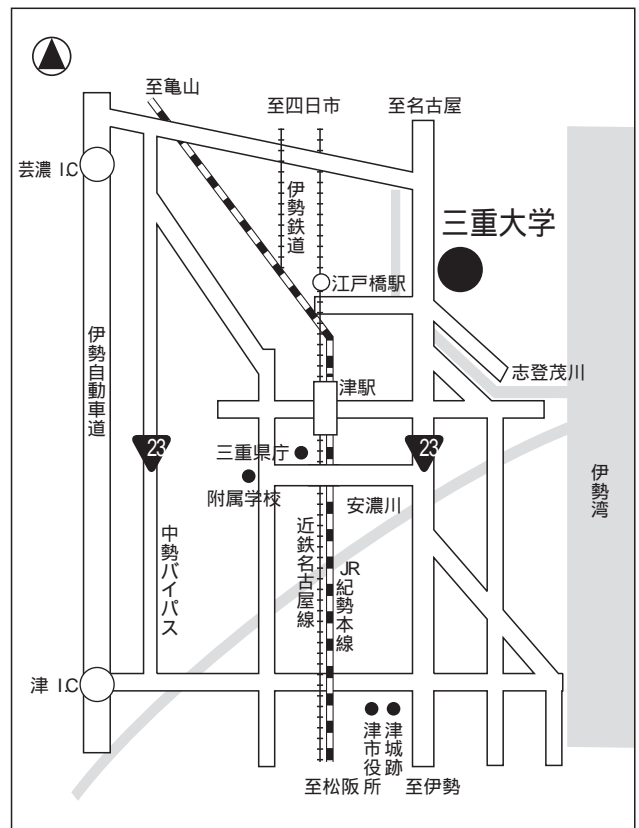 至亀山
至四日市
至名古屋
芸濃 I.C
伊勢鉄道
三重大学
江戸橋駅
志登茂川
伊勢自動車道
津駅
23
23
三重県庁
附属学校
安濃川
伊勢湾
中勢バイパス
近鉄名古屋線
JR紀勢本線
津 I.C
津市役所
津城跡
至松阪
至伊勢